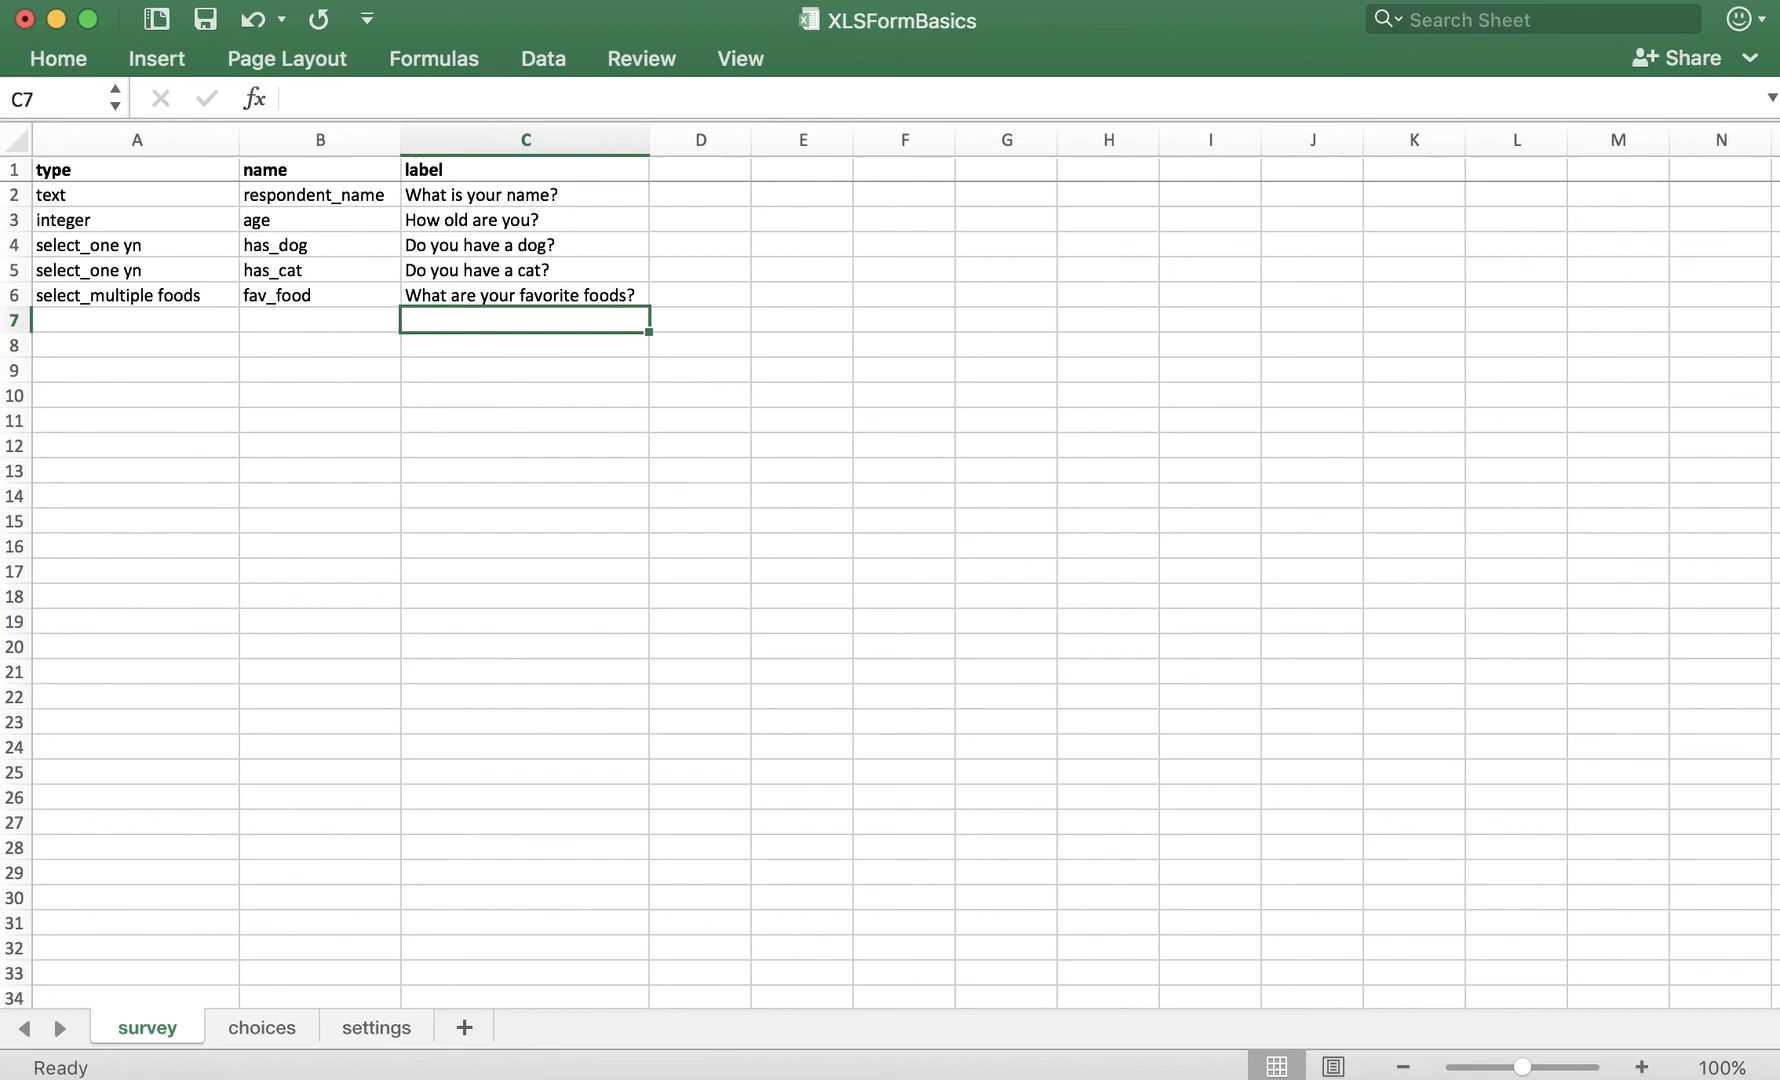 XLSFormBasics
Search Sheet
Home Insert Page Layout Formulas Data Review View Share
C7 fx
A B C D E F G H I J K L M N
1 type name label
2 text respondent_name What is your name?
3 integer age How old are you?
4 select_one yn has_dog Do you have a dog?
5 select_one yn has_cat Do you have a cat?
6 select_multiple foods fav_food What are your favorite foods?
7
8
9
10
11
12
13
14
15
16
17
18
19
20
21
22
23
24
25
26
27
28
29
30
31
32
33
34
survey choices settings +
Ready 100%